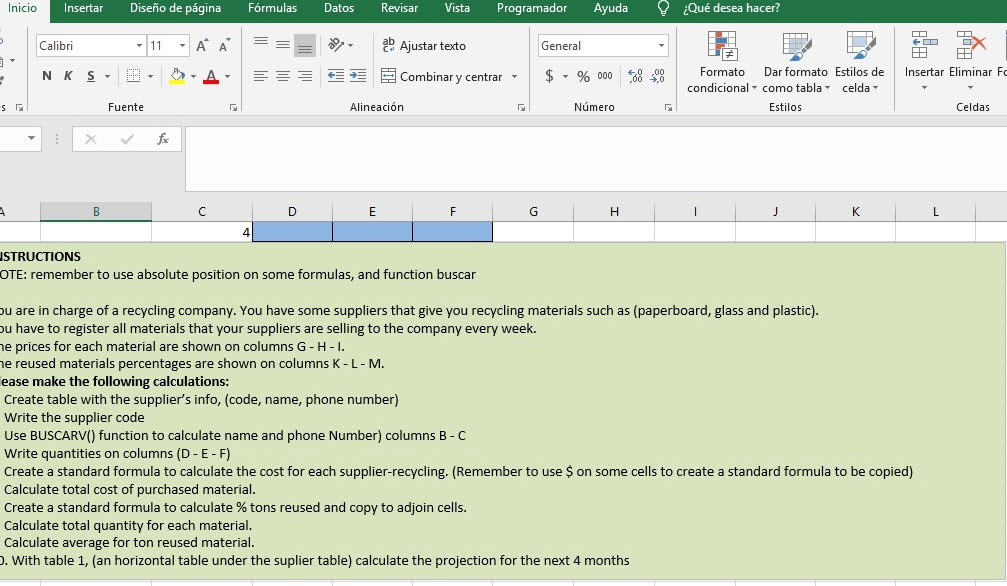 Inicio Insertar Diseño de página Fórmulas Datos Revisar Vista Programador Ayuda ¿Qué desea hacer?
Calibri 11 A A ab Ajustar texto General
N K S A Combinar y centrar $ % 000 ,00 ,00
Formato condicional Dar formato como tabla Estilos de celda Insertar Eliminar
Fuente Alineación Número Estilos Celdas
fx
A B C D E F G H I J K L
4
NSTRUCTIONS
OTE: remember to use absolute position on some formulas, and function buscar
ou are in charge of a recycling company. You have some suppliers that give you recycling materials such as (paperboard, glass and plastic).
ou have to register all materials that your suppliers are selling to the company every week.
he prices for each material are shown on columns G - H - I.
he reused materials percentages are shown on columns K - L - M.
lease make the following calculations:
Create table with the supplier's info, (code, name, phone number)
Write the supplier code
Use BUSCARV() function to calculate name and phone Number) columns B - C
Write quantities on columns (D - E - F)
Create a standard formula to calculate the cost for each supplier-recycling. (Remember to use $ on some cells to create a standard formula to be copied)
Calculate total cost of purchased material.
Create a standard formula to calculate % tons reused and copy to adjoin cells.
Calculate total quantity for each material.
Calculate average for ton reused material.
0. With table 1, (an horizontal table under the suplier table) calculate the projection for the next 4 months